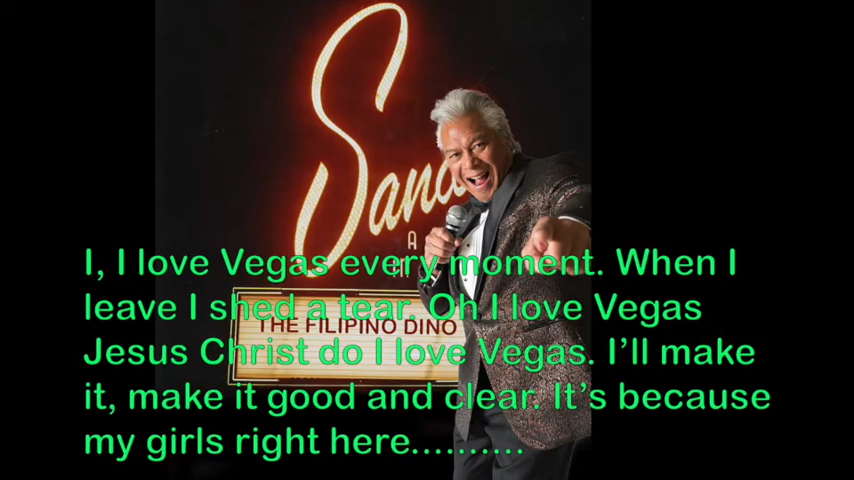 Sand
A
I, I love Vegas every moment. When I
leave I shed a tear. Oh I love Vegas
THE FILIPINO DINO
Jesus Christ do I love Vegas. I’ll make
it, make it good and clear. It’s because
my girls right here..........